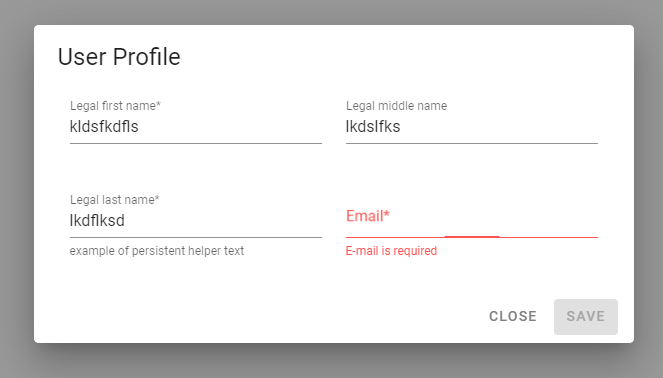 User Profile
Legal first name*
kldsfkdfls
Legal middle name
lkdslfks
Legal last name*
lkdflksd
example of persistent helper text
Email*
E-mail is required
CLOSE
SAVE